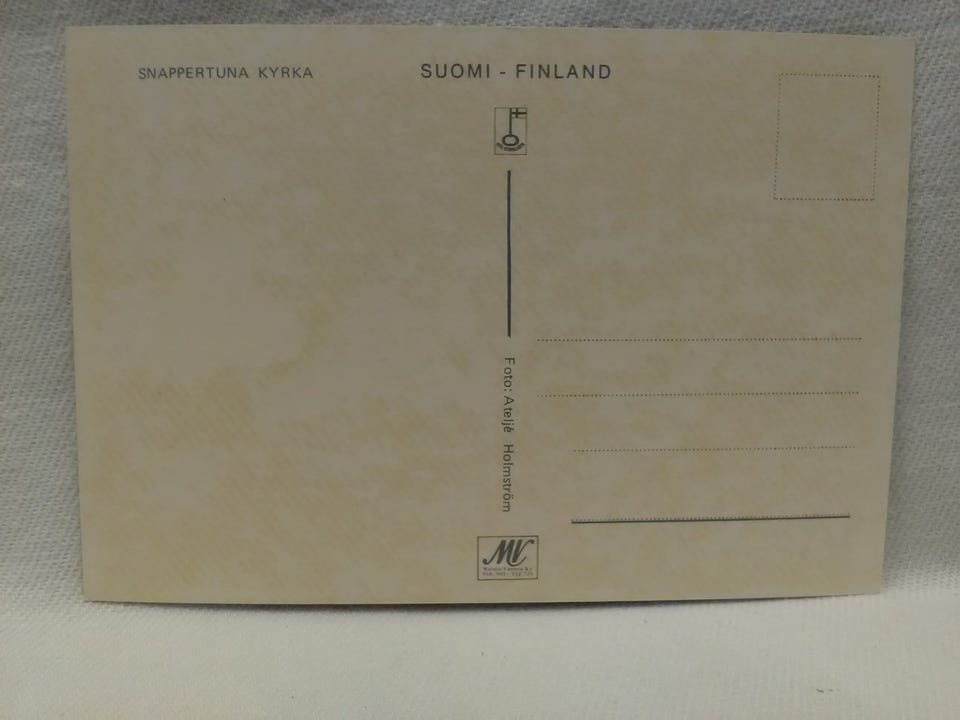 SNAPPERTUNA KYRKA
SUOMI - FINLAND
Foto: Ateljé Holmström
MV